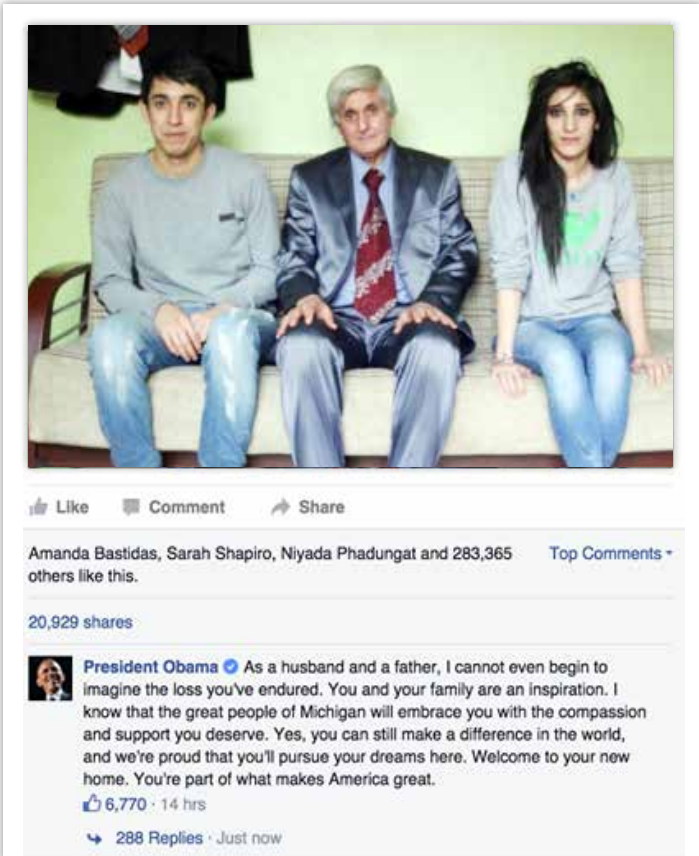 Like Comment Share
Amanda Bastidas, Sarah Shapiro, Niyada Phadungat and 283,365 Top Comments
others like this.
20,929 shares
President Obama As a husband and a father, I cannot even begin to
imagine the loss you've endured. You and your family are an inspiration. I
know that the great people of Michigan will embrace you with the compassion
and support you deserve. Yes, you can still make a difference in the world,
and we're proud that you'll pursue your dreams here. Welcome to your new
home. You're part of what makes America great.
6,770 · 14 hrs
288 Replies · Just now